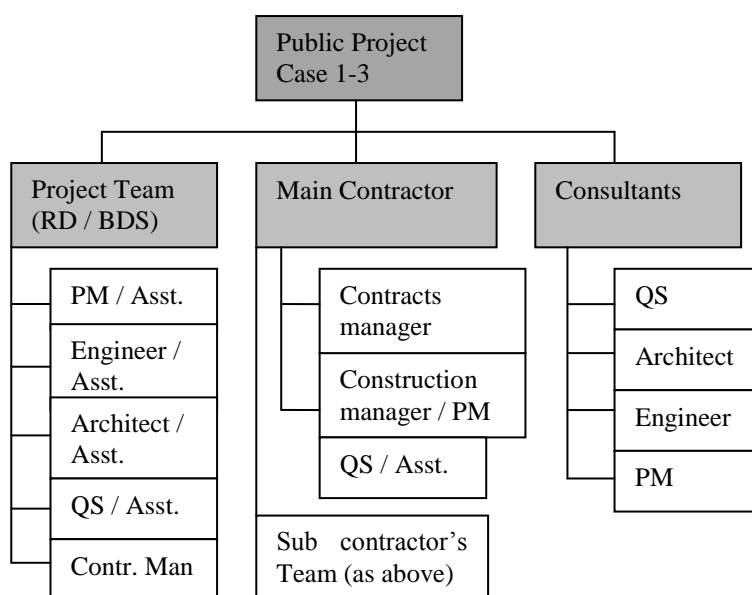 Public Project
Case 1-3
Project Team
(RD / BDS)
PM / Asst.
Engineer /
Asst.
Architect /
Asst.
QS / Asst.
Contr. Man
Main Contractor
Contracts
manager
Construction
manager / PM
QS / Asst.
Sub contractor's
Team (as above)
Consultants
QS
Architect
Engineer
PM